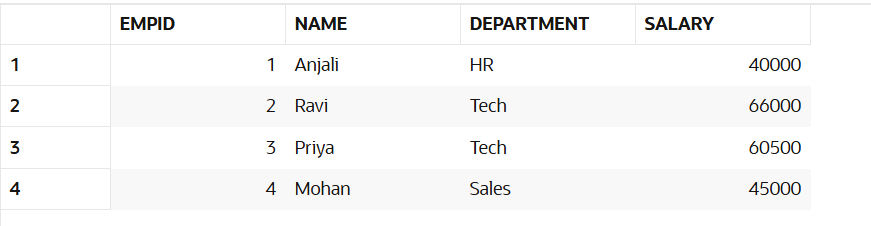 EMPID NAME DEPARTMENT SALARY
1 1 Anjali HR 40000
2 2 Ravi Tech 66000
3 3 Priya Tech 60500
4 4 Mohan Sales 45000